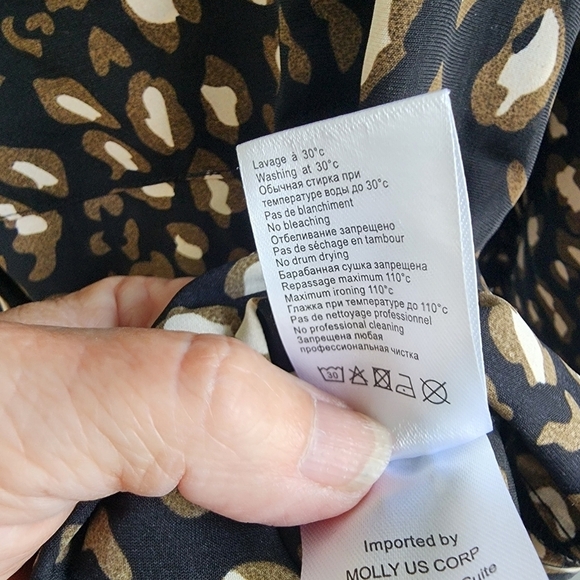 Lavage à 30°c
Washing at 30°c
Обычная стирка при
температуре воды до 30°c
Pas de blanchiment
No bleaching
Отбеливание запрещено
Pas de séchage en tambour
No drum drying
Барабанная сушка запрещена
Repassage maximum 110°c
Maximum ironing 110°c
Глажка при температуре до 110°c
Pas de nettoyage professionnel
No professional cleaning
Запрещена любая
профессиональная чистка
30
Imported by
MOLLY US CORP
Suite